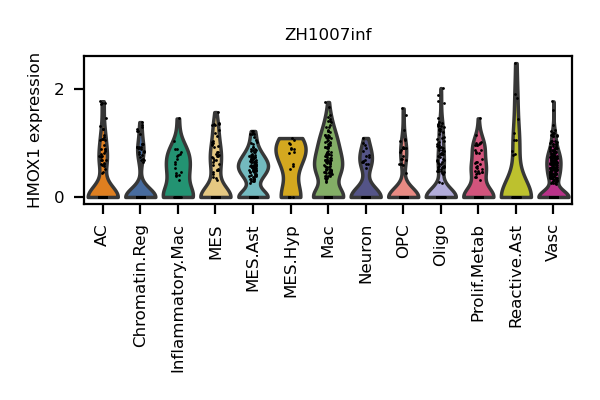 ZH1007inf
HMOX1 expression
2
0
AC
Chromatin.Reg
Inflammatory.Mac
MES
MES.Ast
MES.Hyp
Mac
Neuron
OPC
Oligo
Prolif.Metab
Reactive.Ast
Vasc